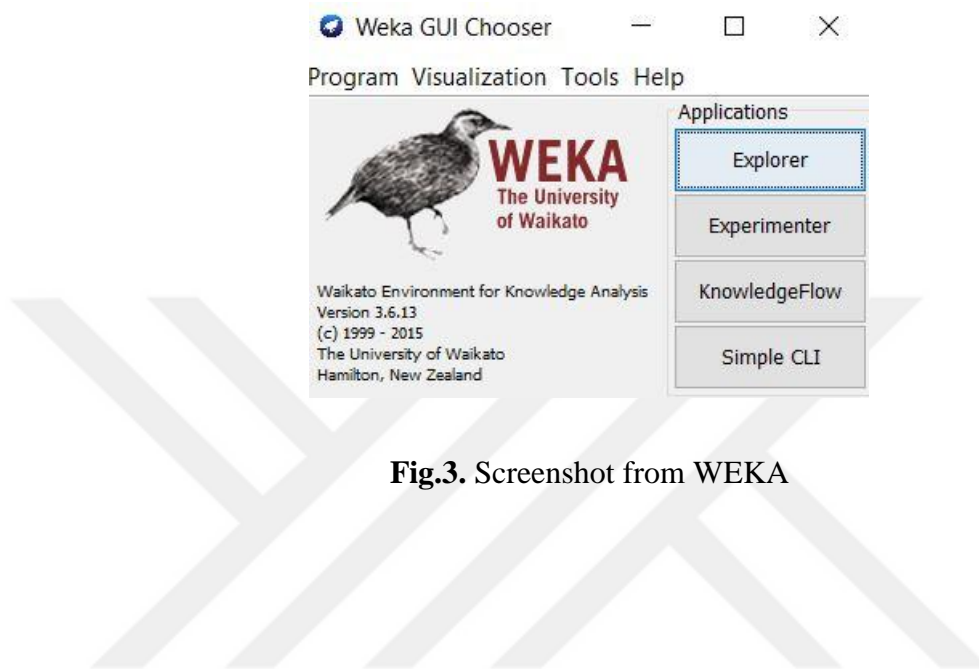 Weka GUI Chooser
Program Visualization Tools Help
WEKA
The University
of Waikato
Waikato Environment for Knowledge Analysis
Version 3.6.13
(c) 1999 - 2015
The University of Waikato
Hamilton, New Zealand
Applications
Explorer
Experimenter
KnowledgeFlow
Simple CLI
Fig.3. Screenshot from WEKA